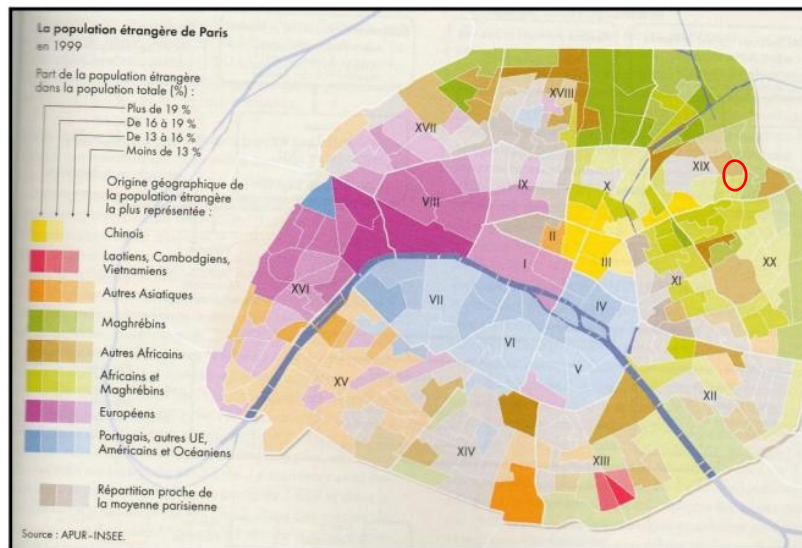 La population étrangère de Paris
en 1999
Part de la population étrangère
dans la population totale (%) :
Plus de 19 %
De 16 à 19 %
De 13 à 16 %
Moins de 13 %
Origine géographique de
la population étrangère
la plus représentée :
Chinois
Laotiens, Cambodgiens,
Vietnamiens
Autres Asiatiques
Maghrébins
Autres Africains
Africains et
Maghrébins
Européens
Portugais, autres UE,
Américains et Océaniens
Répartition proche de
la moyenne parisienne
Source : APUR-INSEE.
XVIII
XVII
XIX
IX
X
VIII
II
I
III
XX
XVI
XI
VII
IV
VI
V
XV
XII
XIV
XIII